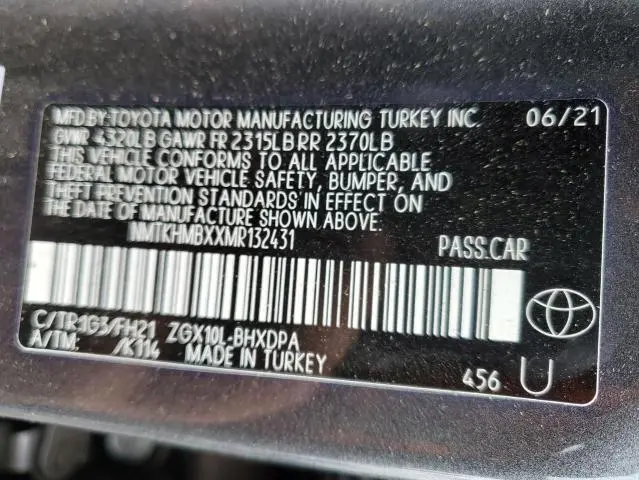 MFD BY TOYOTA MOTOR MANUFACTURING TURKEY INC. 06/21
GVWR 4320LB GAWR FR 2315LB RR 2370LB
THIS VEHICLE CONFORMS TO ALL APPLICABLE
FEDERAL MOTOR VEHICLE SAFETY, BUMPER, AND
THEFT PREVENTION STANDARDS IN EFFECT ON
THE DATE OF MANUFACTURE SHOWN ABOVE.
NMTKHMBXXMR132431 PASS.CAR
C/TR:1G3/FH21 ZGX10L-BHXDPA
A/TM: /K114 MADE IN TURKEY
456 U